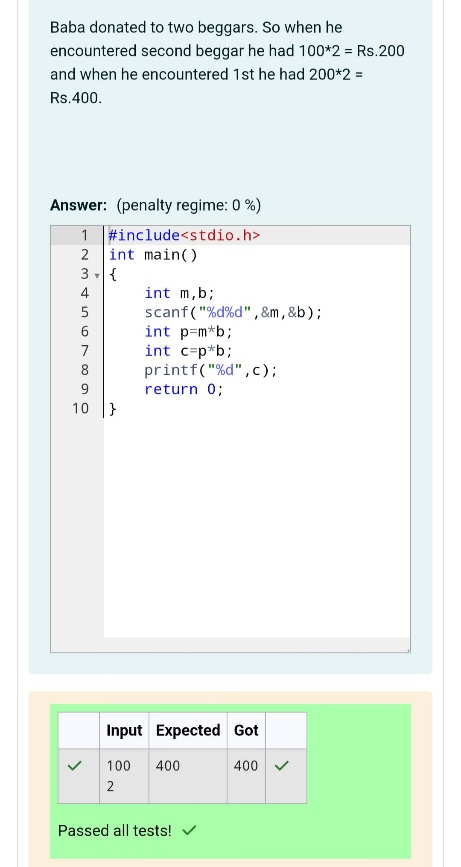 Baba donated to two beggars. So when he
encountered second beggar he had 100*2 = Rs.200
and when he encountered 1st he had 200*2 =
Rs.400.
Answer: (penalty regime: 0 %)
1 #include<stdio.h>
2 int main()
3 {
4 int m,b;
5 scanf("%d%d",&m,&b);
6 int p=m*b;
7 int c=p*b;
8 printf("%d",c);
9 return 0;
10 }
Input Expected Got
100 400 400
2
Passed all tests!